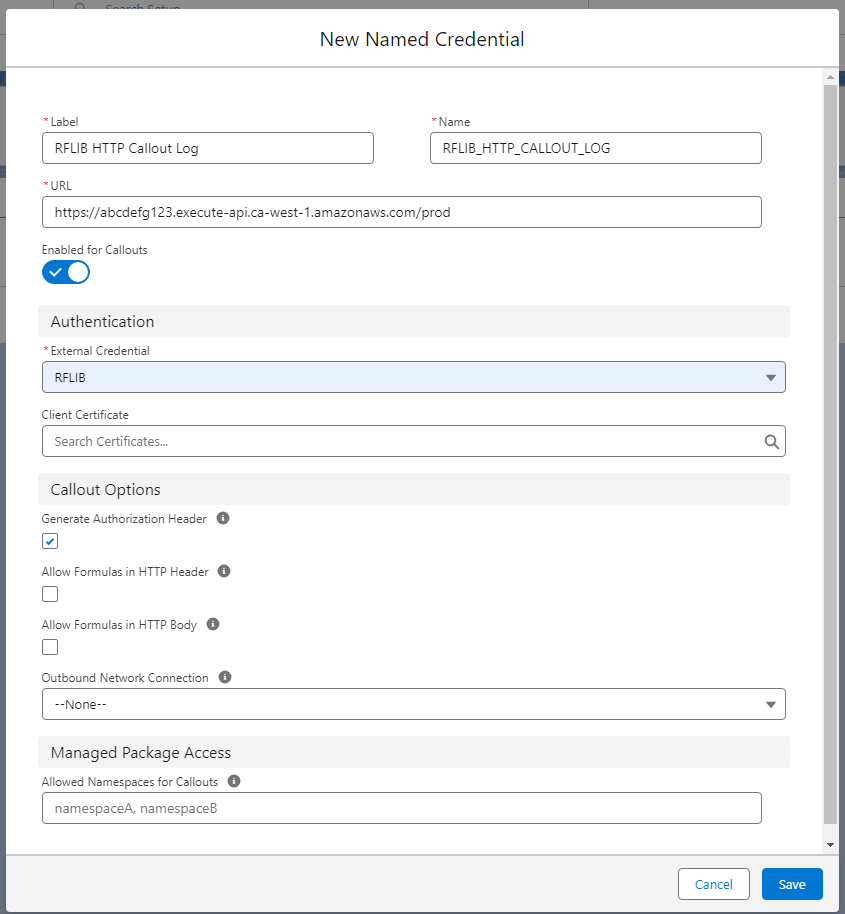 Search Setup
New Named Credential
*Label
*Name
RFLIB HTTP Callout Log
RFLIB_HTTP_CALLOUT_LOG
*URL
https://abcdefg123.execute-api.ca-west-1.amazonaws.com/prod
Enabled for Callouts
Authentication
*External Credential
RFLIB
Client Certificate
Search Certificates...
Callout Options
Generate Authorization Header
Allow Formulas in HTTP Header
Allow Formulas in HTTP Body
Outbound Network Connection
--None--
Managed Package Access
Allowed Namespaces for Callouts
namespaceA, namespaceB
Cancel
Save